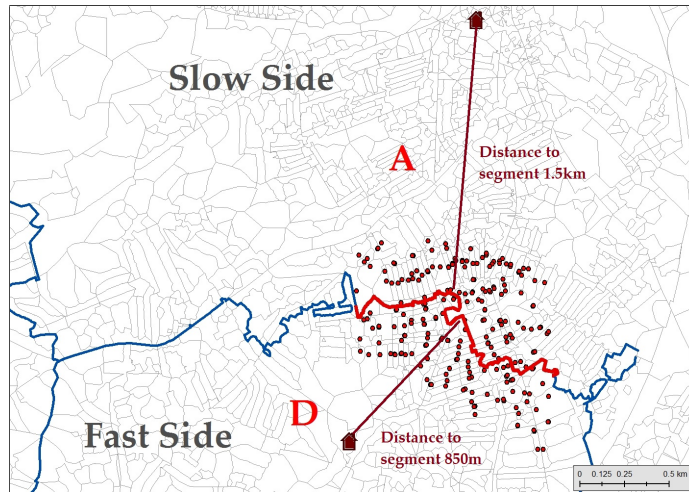 Slow Side
A
Distance to
segment 1.5km
D
Fast Side
Distance to
segment 850m
0 0.125 0.25 0.5 km